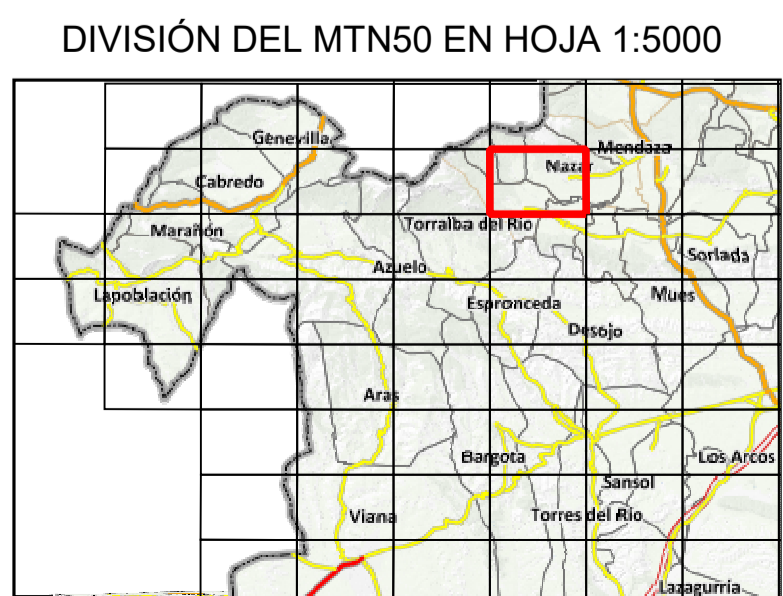 DIVISIÓN DEL MTN50 EN HOJA 1:5000
Genevilla
Mendaza
Nazar
Cabredo
Marañón
Torralba del Río
Sorlada
Azuelo
Lapoblación
Mues
Espronceda
Desojo
Aras
Bargota
Los Arcos
Sansol
Viana
Torres del Río
Lazagurría